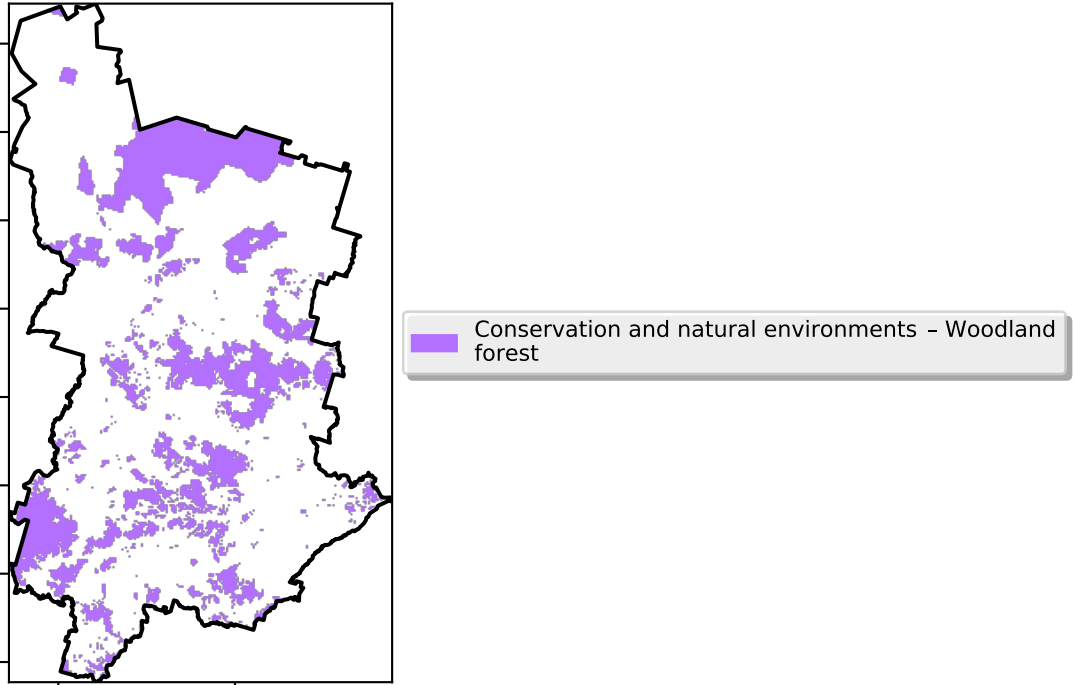 Conservation and natural environments – Woodland
forest